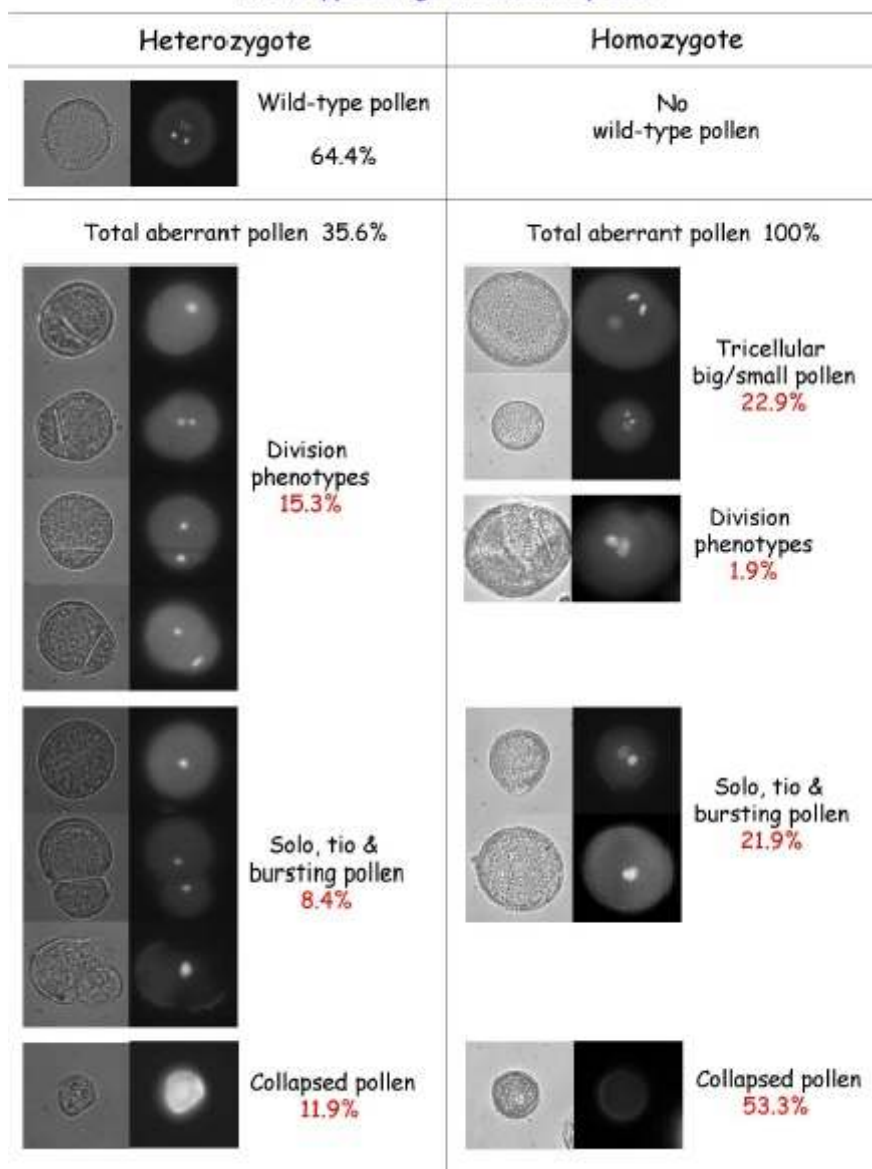 Heterozygote
Homozygote
Wild-type pollen
64.4%
No
wild-type pollen
Total aberrant pollen 35.6%
Total aberrant pollen 100%
Division
phenotypes
15.3%
Tricellular
big/small pollen
22.9%
Division
phenotypes
1.9%
Solo, tio &
bursting pollen
8.4%
Solo, tio &
bursting pollen
21.9%
Collapsed pollen
11.9%
Collapsed pollen
53.3%